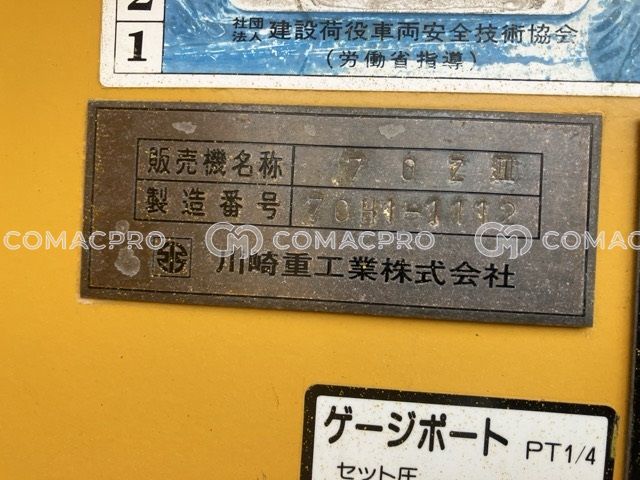 2
1
社団
法人 建設荷役車両安全技術協会
(労働省指導)
販売機名称 70ZⅢ
製造番号 70H1-1112
COMACPRO COMACPRO COMACPRO
川崎重工業株式会社
ゲージポート PT1/4
セット圧